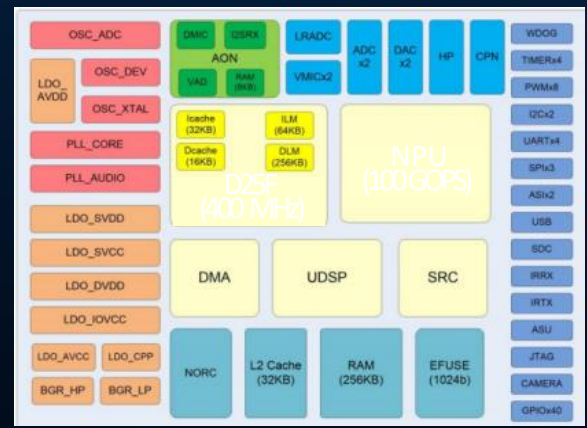 OSC_ADC
LDO_
AVDD
OSC_DEV
OSC_XTAL
PLL_CORE
PLL_AUDIO
LDO_SVDD
LDO_SVCC
LDO_DVDD
LDO_IOVCC
LDO_AVCC
LDO_CPP
BGR_HP
BGR_LP
DMIC
I2SRX
AON
VAD
RAM
(8KB)
LRADC
VMICx2
ADC
x2
DAC
x2
HP
CPN
Icache
(32KB)
ILM
(64KB)
Dcache
(16KB)
DLM
(256KB)
D25F
(400 MHz)
NPU
(100 GOPS)
DMA
UDSP
SRC
NORC
L2 Cache
(32KB)
RAM
(256KB)
EFUSE
(1024b)
WDOG
TIMERx4
PWMx8
I2Cx2
UARTx4
SPIx3
ASIx2
USB
SDC
IRRX
IRTX
ASU
JTAG
CAMERA
GPIOx40